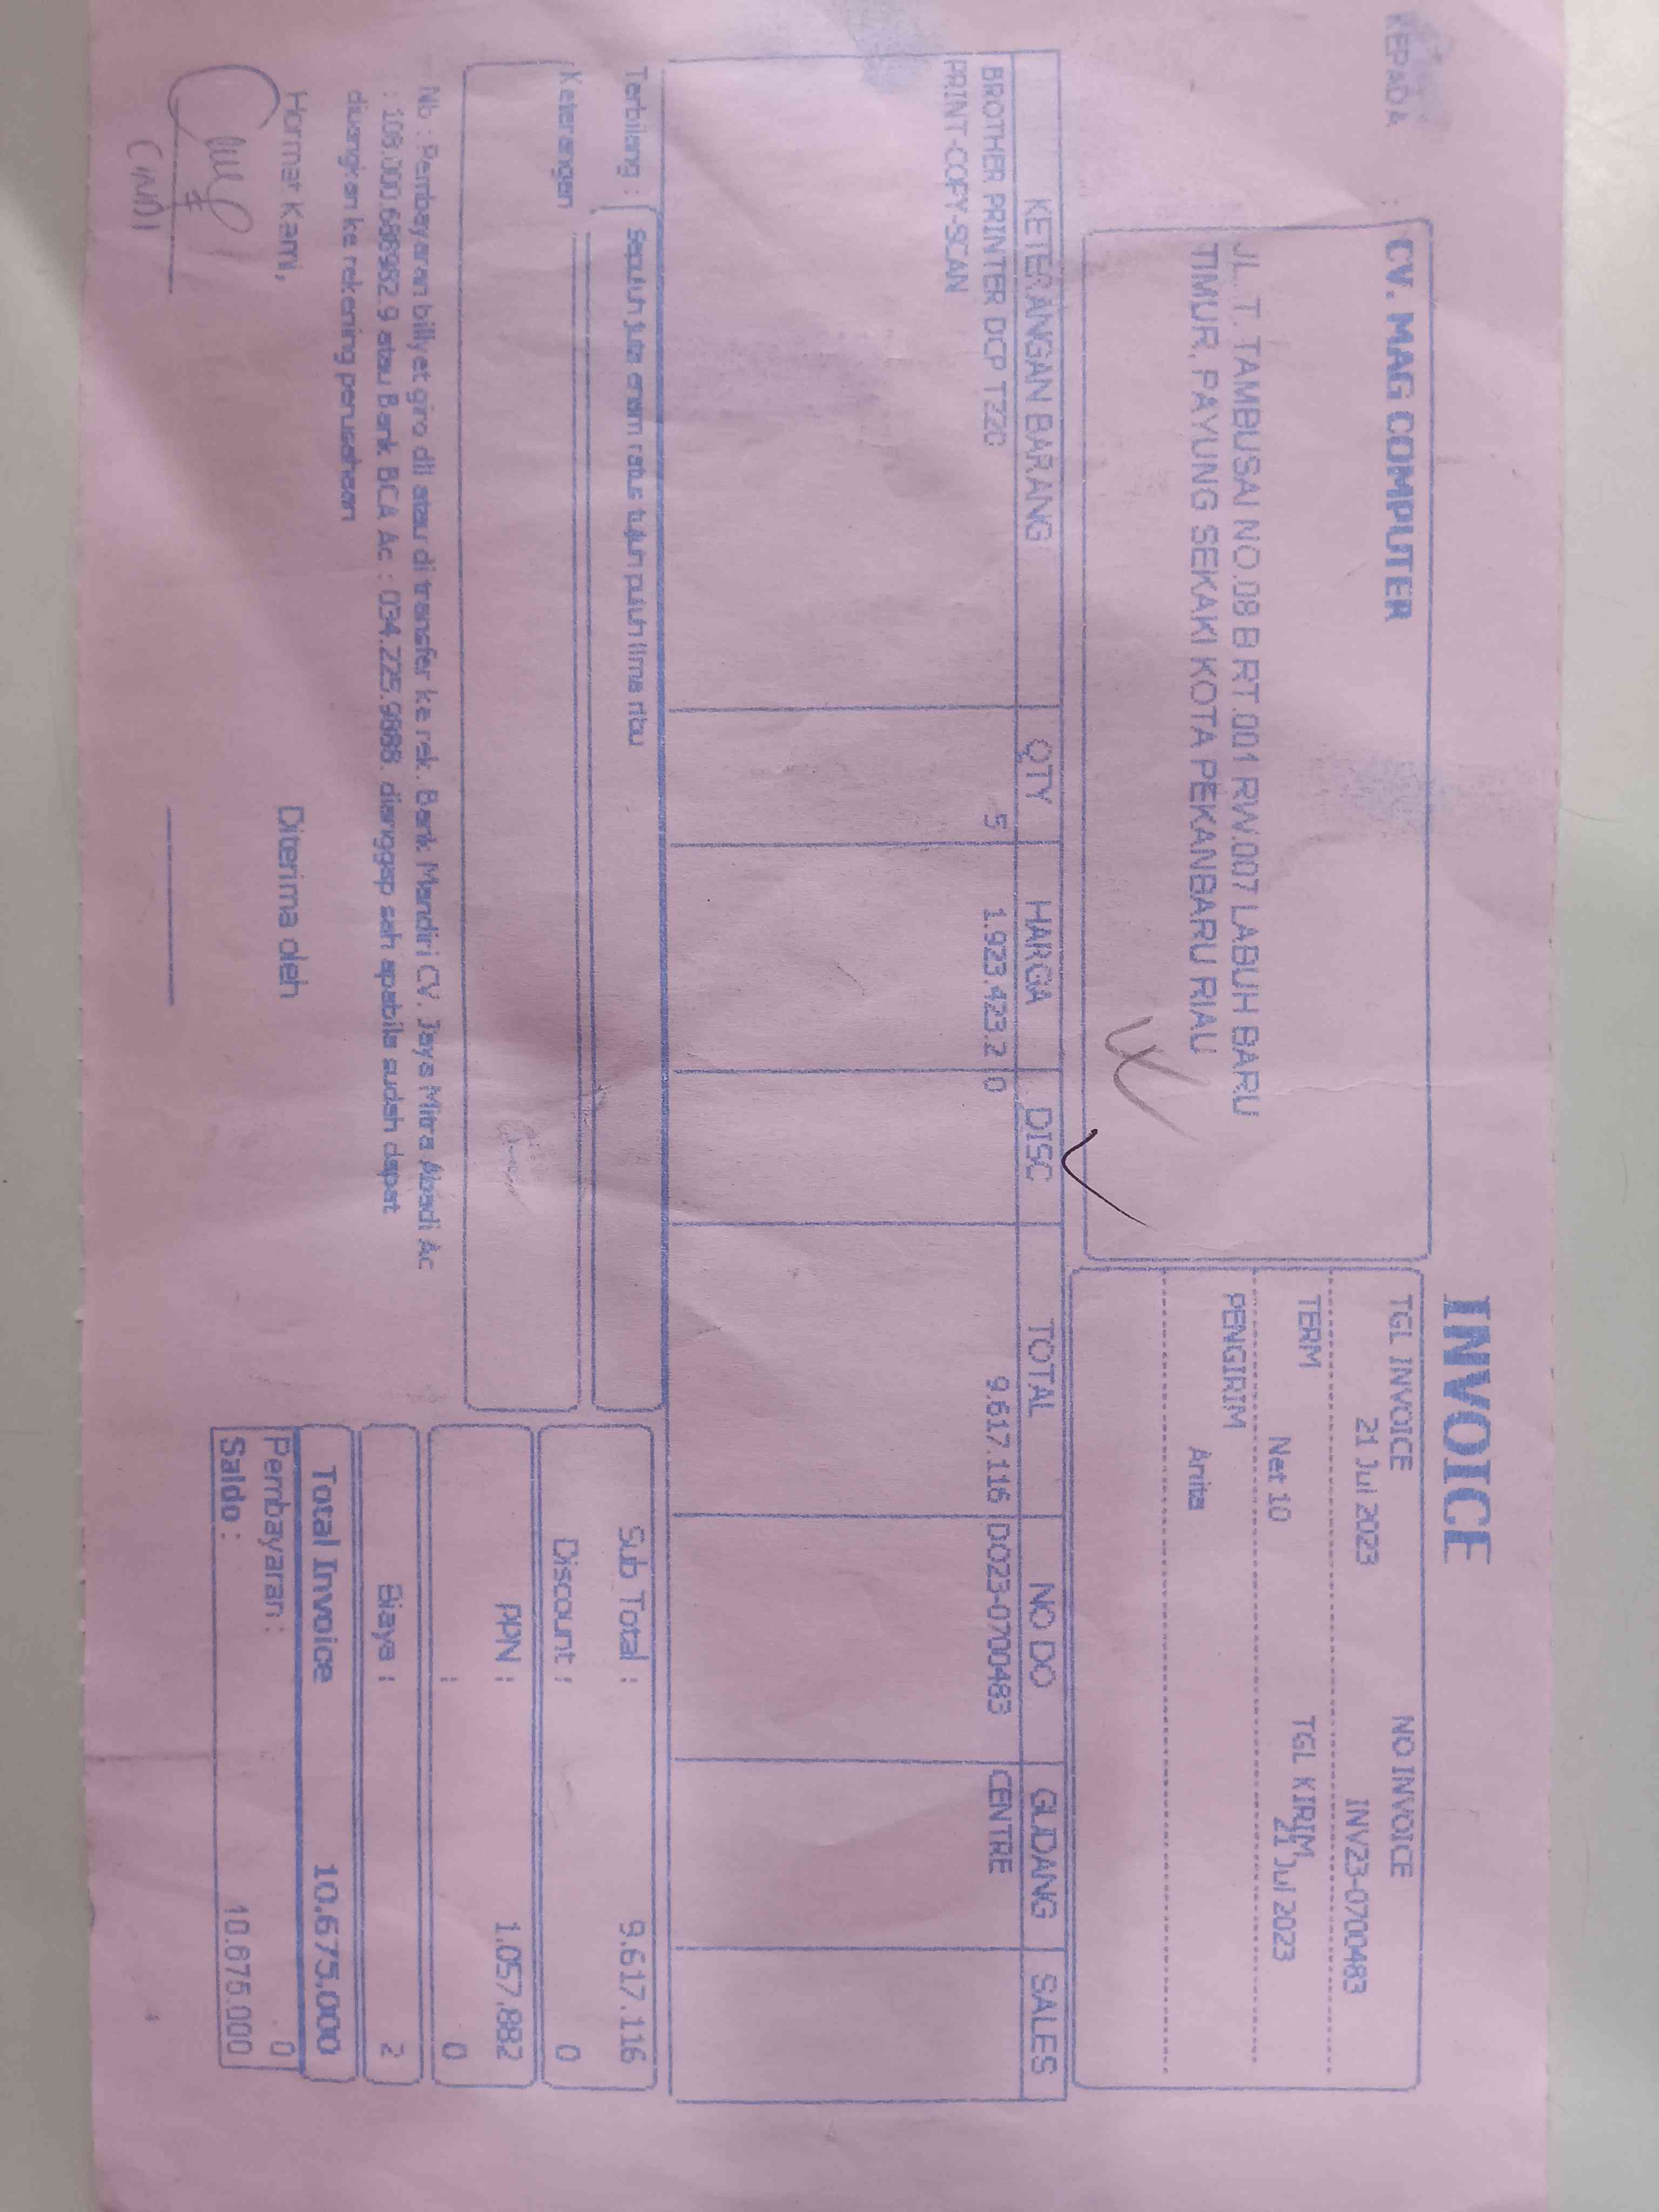 INVOICE
KEPADA :
CV. MAG COMPUTER
JL. T. TAMBUSAI NO.08 B RT.001 RW.007 LABUH BARU
TIMUR. PAYUNG SEKAKI KOTA PEKANBARU RIAU
TGL INVOICE NO INVOICE
21 Jul 2023 INV23-0700483
TERM TGL KIRIM
Net 10 21 Jul 2023
PENGIRIM
Anita
KETERANGAN BARANG QTY HARGA DISC TOTAL NO DO GUDANG SALES
BROTHER PRINTER DCP T220 5 1.923.423.2 0 9.617.116 DO23-0700483 CENTRE
PRINT-COPY-SCAN
Terbilang : Sepuluh juta enam ratus tujuh puluh lima ribu
Keterangan
Sub Total : 9.617.116
Discount : 0
PPN : 1.057.882
: 0
Biaya : 2
Total Invoice 10.675.000
Pembayaran : 0
Saldo : 10.675.000
Nb : Pembayaran billyet giro dll atau di transfer ke rek. Bank Mandiri CV. Jaya Mitra Abadi Ac
: 108.000.686982.9 atau Bank BCA Ac : 034.225.9888. dianggap sah apabila sudah dapat
diuangkan ke rekening perusahaan
Hormat Kami, Diterima oleh
(INDI